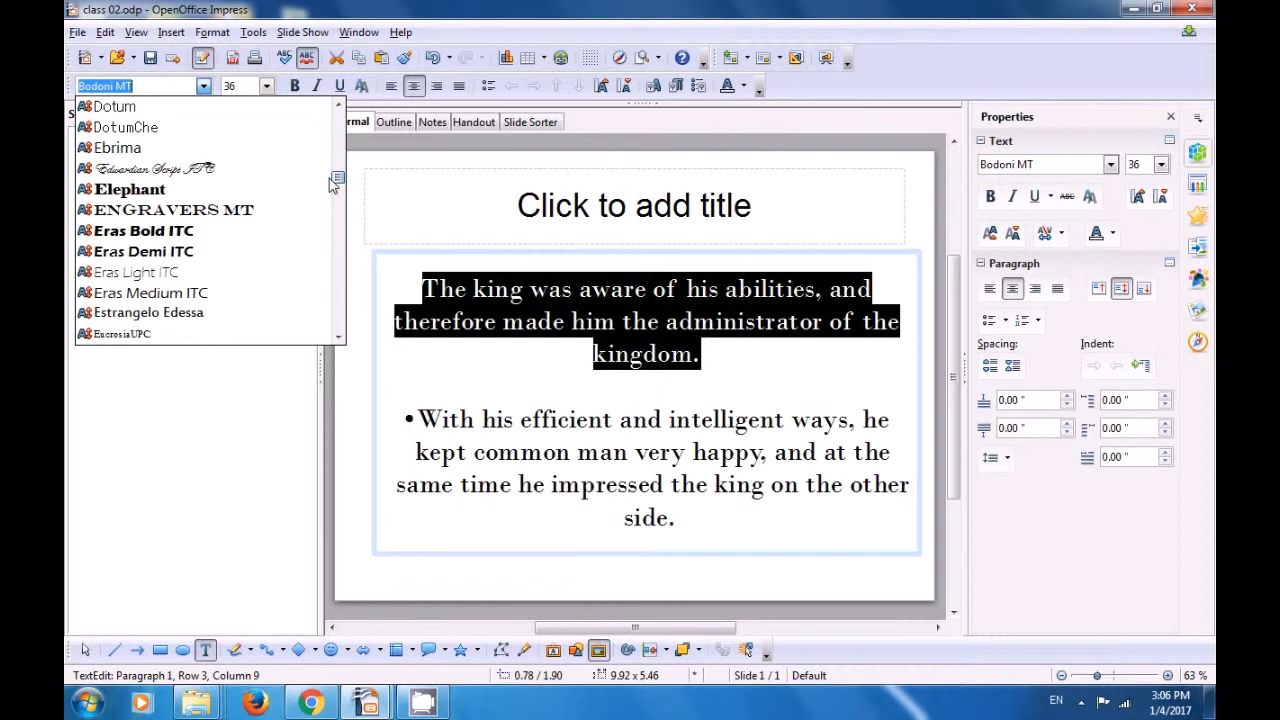 class 02.odp - OpenOffice Impress
File Edit View Insert Format Tools Slide Show Window Help
Bodoni MT 36
Dotum
DotumChe
Ebrima
Edwardian Script ITC
Elephant
ENGRAVERS MT
Eras Bold ITC
Eras Demi ITC
Eras Light ITC
Eras Medium ITC
Estrangelo Edessa
EucrosiaUPC
rmal Outline Notes Handout Slide Sorter
Click to add title
The king was aware of his abilities, and
therefore made him the administrator of the
kingdom.
•With his efficient and intelligent ways, he
kept common man very happy, and at the
same time he impressed the king on the other
side.
Properties
Text
Bodoni MT 36
Paragraph
Spacing: Indent:
0.00 " 0.00 "
0.00 " 0.00 "
0.00 "
TextEdit: Paragraph 1, Row 3, Column 9 0.78 / 1.90 9.92 x 5.46 * Slide 1 / 1 Default 63 %
EN 3:06 PM
1/4/2017